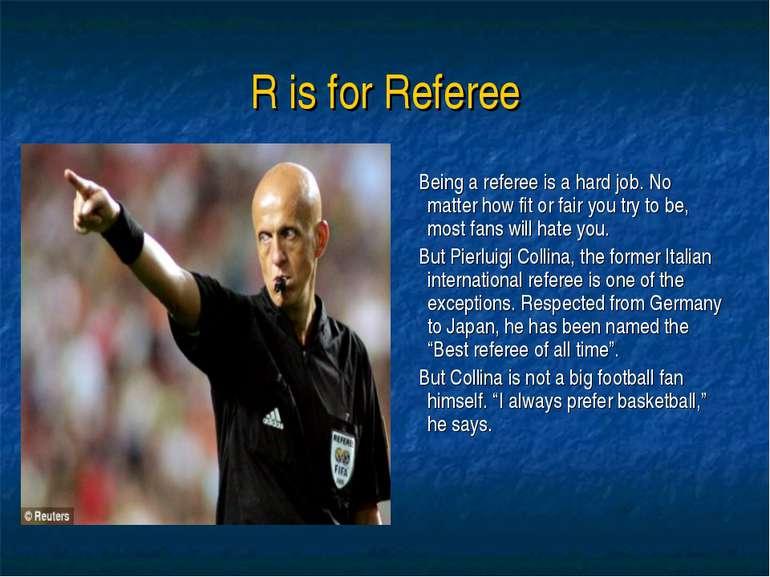 R is for Referee
Being a referee is a hard job. No
matter how fit or fair you try to be,
most fans will hate you.
But Pierluigi Collina, the former Italian
international referee is one of the
exceptions. Respected from Germany
to Japan, he has been named the
“Best referee of all time”.
But Collina is not a big football fan
himself. “I always prefer basketball,”
he says.
REFEREE
FIFA
© Reuters